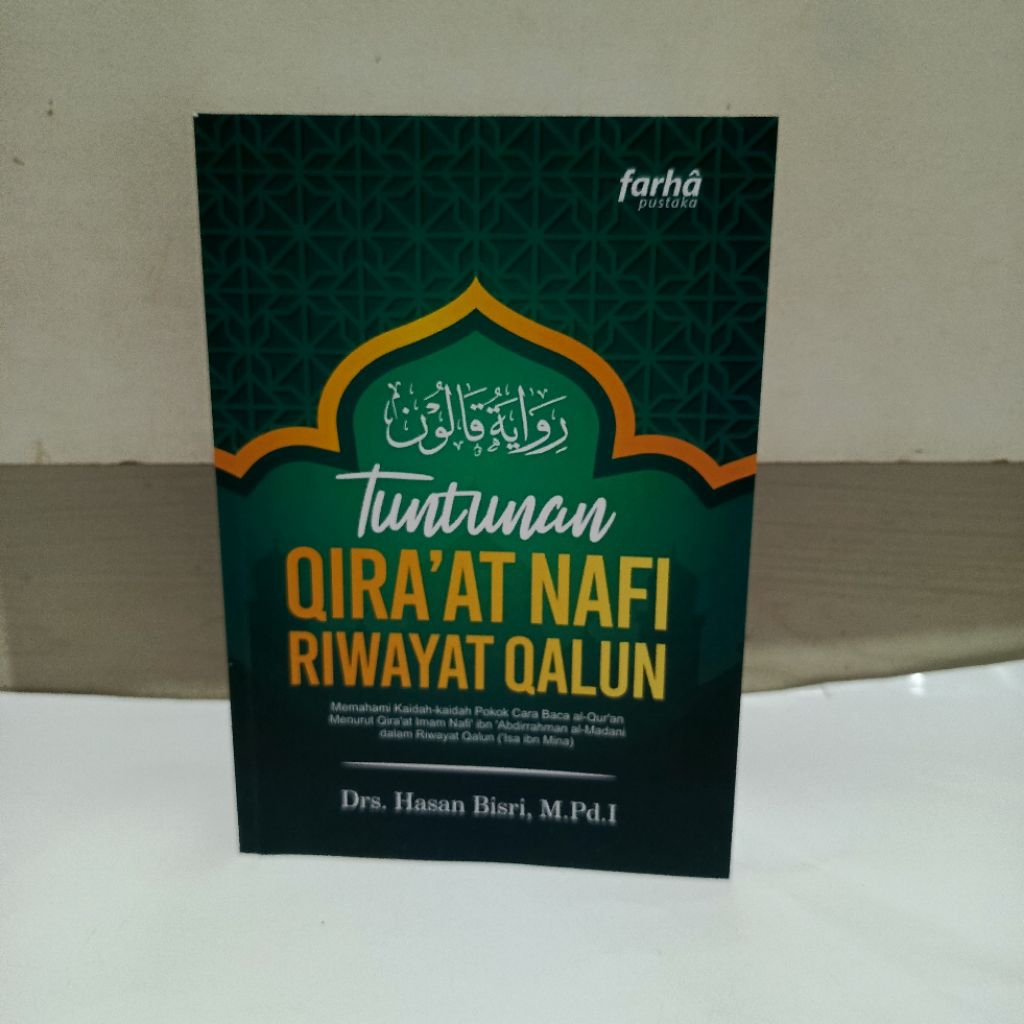 farhâ
pustaka
رِوَايَةُ قَالُوْن
Tuntunan
QIRA'AT NAFI
RIWAYAT QALUN
Memahami Kaidah-kaidah Pokok Cara Baca al-Qur'an
Menurut Qira'at Imam Nafi' ibn 'Abdirrahman al-Madani
dalam Riwayat Qalun ('Isa ibn Mina)
Drs. Hasan Bisri, M.Pd.I